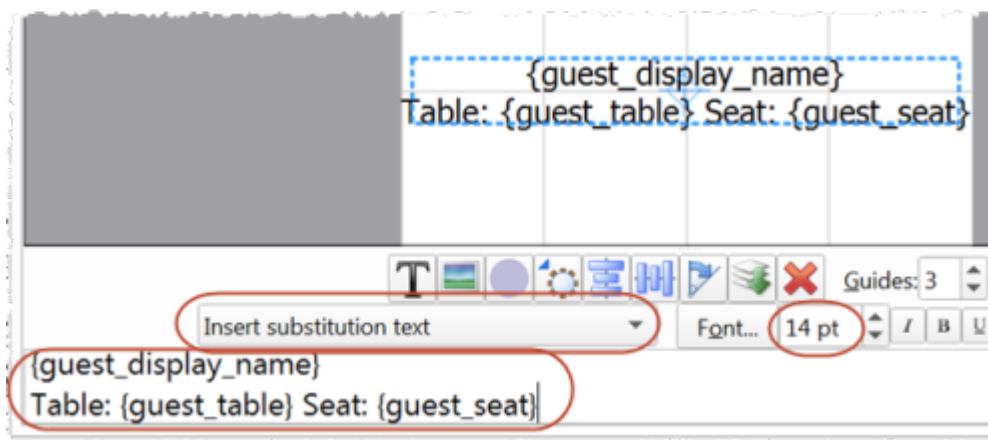 {guest_display_name}
Table: {guest_table} Seat: {guest_seat}
T Guides: 3
Insert substitution text Font... 14 pt I B U
{guest_display_name}
Table: {guest_table} Seat: {guest_seat}